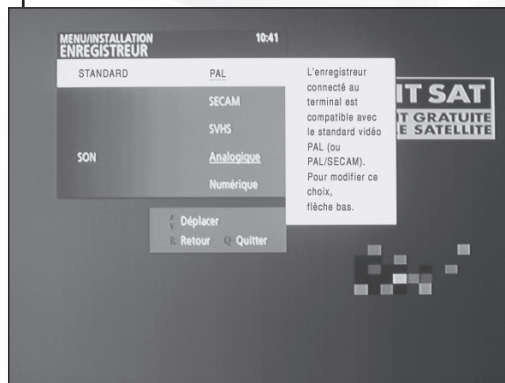 MENU/INSTALLATION 10:41
ENREGISTREUR
STANDARD PAL
SECAM
SVHS
SON Analogique
Numérique
L'enregistreur
connecté au
terminal est
compatible avec
le standard vidéo
PAL (ou
PAL/SECAM).
Pour modifier ce
choix,
flèche bas.
Déplacer
Retour Quitter
IT SAT
T GRATUITE
E SATELLITE